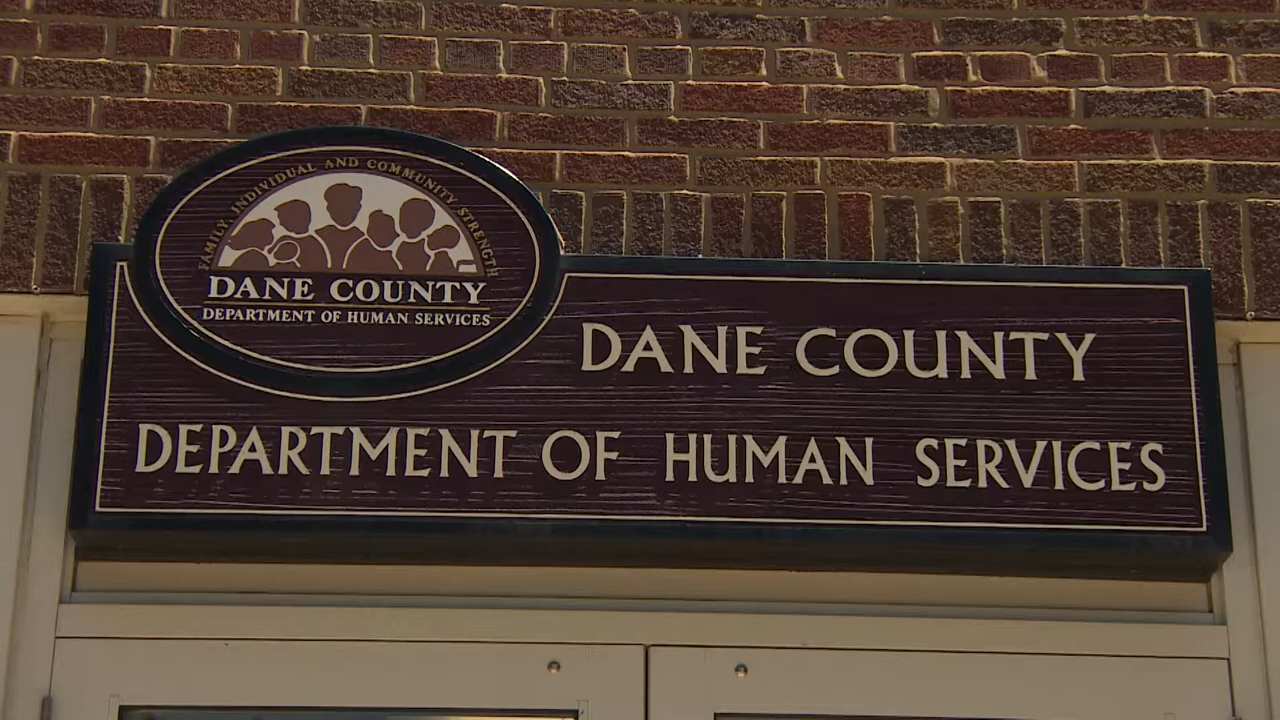 FAMILY, INDIVIDUAL AND COMMUNITY STRENGTH
DANE COUNTY
DEPARTMENT OF HUMAN SERVICES
DANE COUNTY
DEPARTMENT OF HUMAN SERVICES